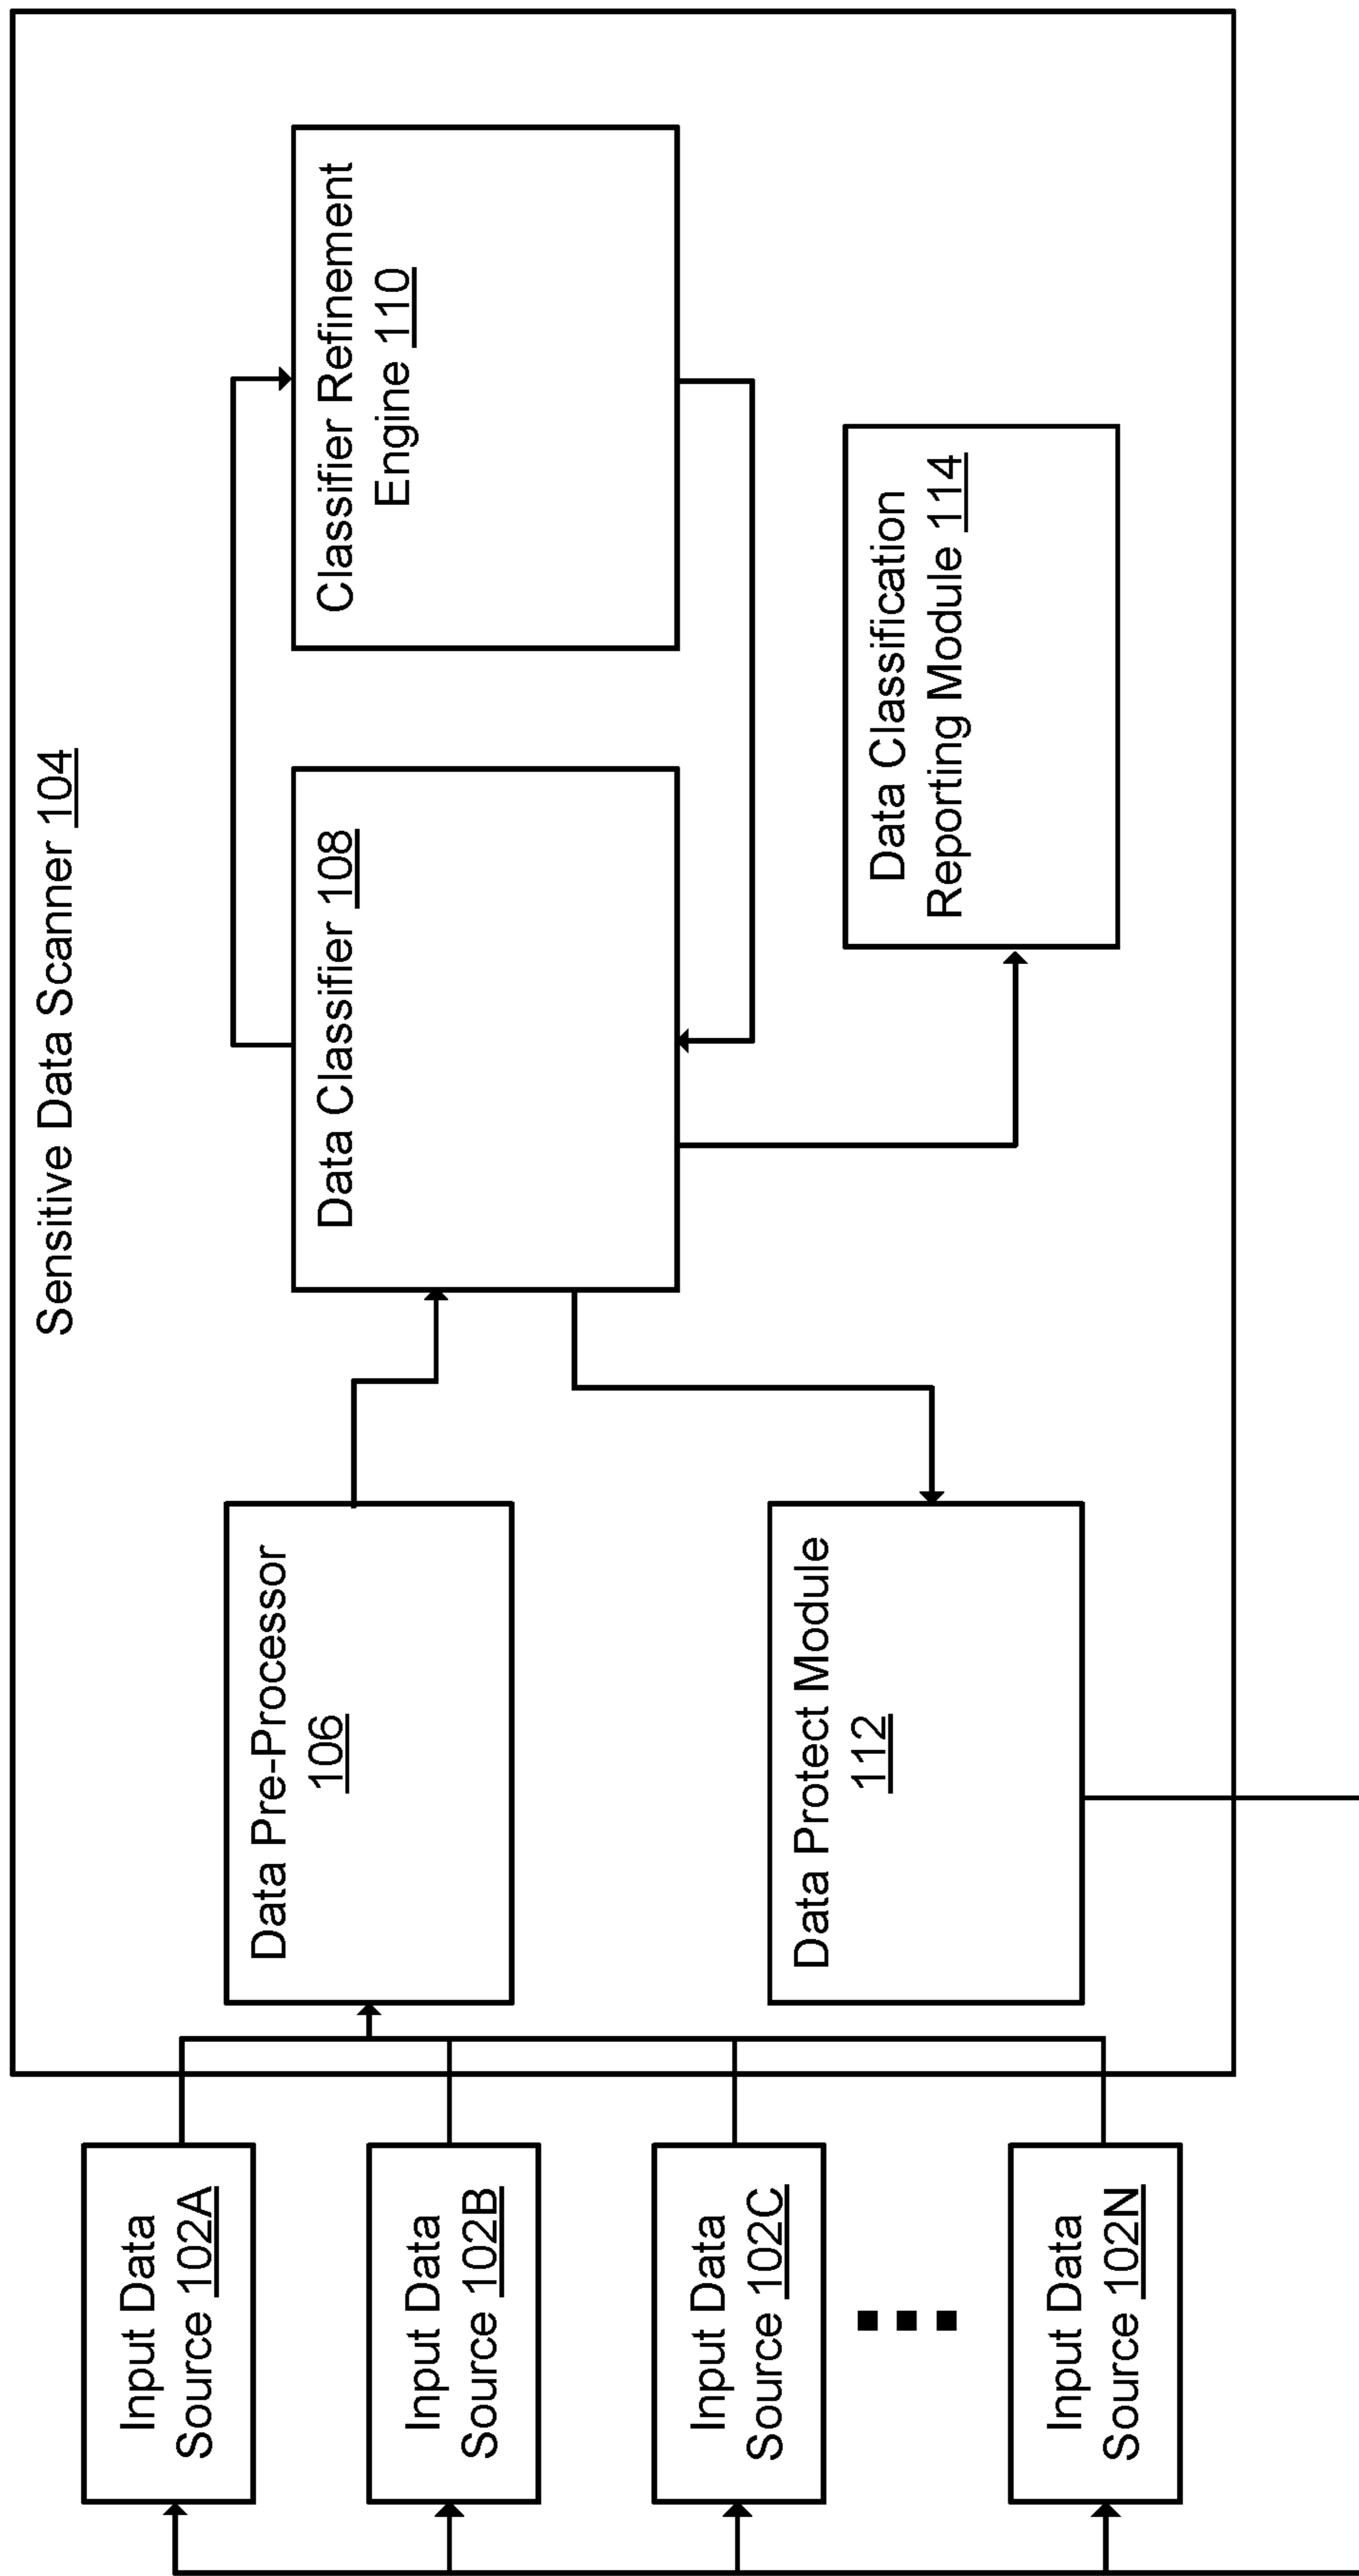 Sensitive Data Scanner 104
Input Data
Source 102A
Input Data
Source 102B
Input Data
Source 102C
Input Data
Source 102N
Data Pre-Processor
106
Data Protect Module
112
Data Classifier 108
Classifier Refinement
Engine 110
Data Classification
Reporting Module 114